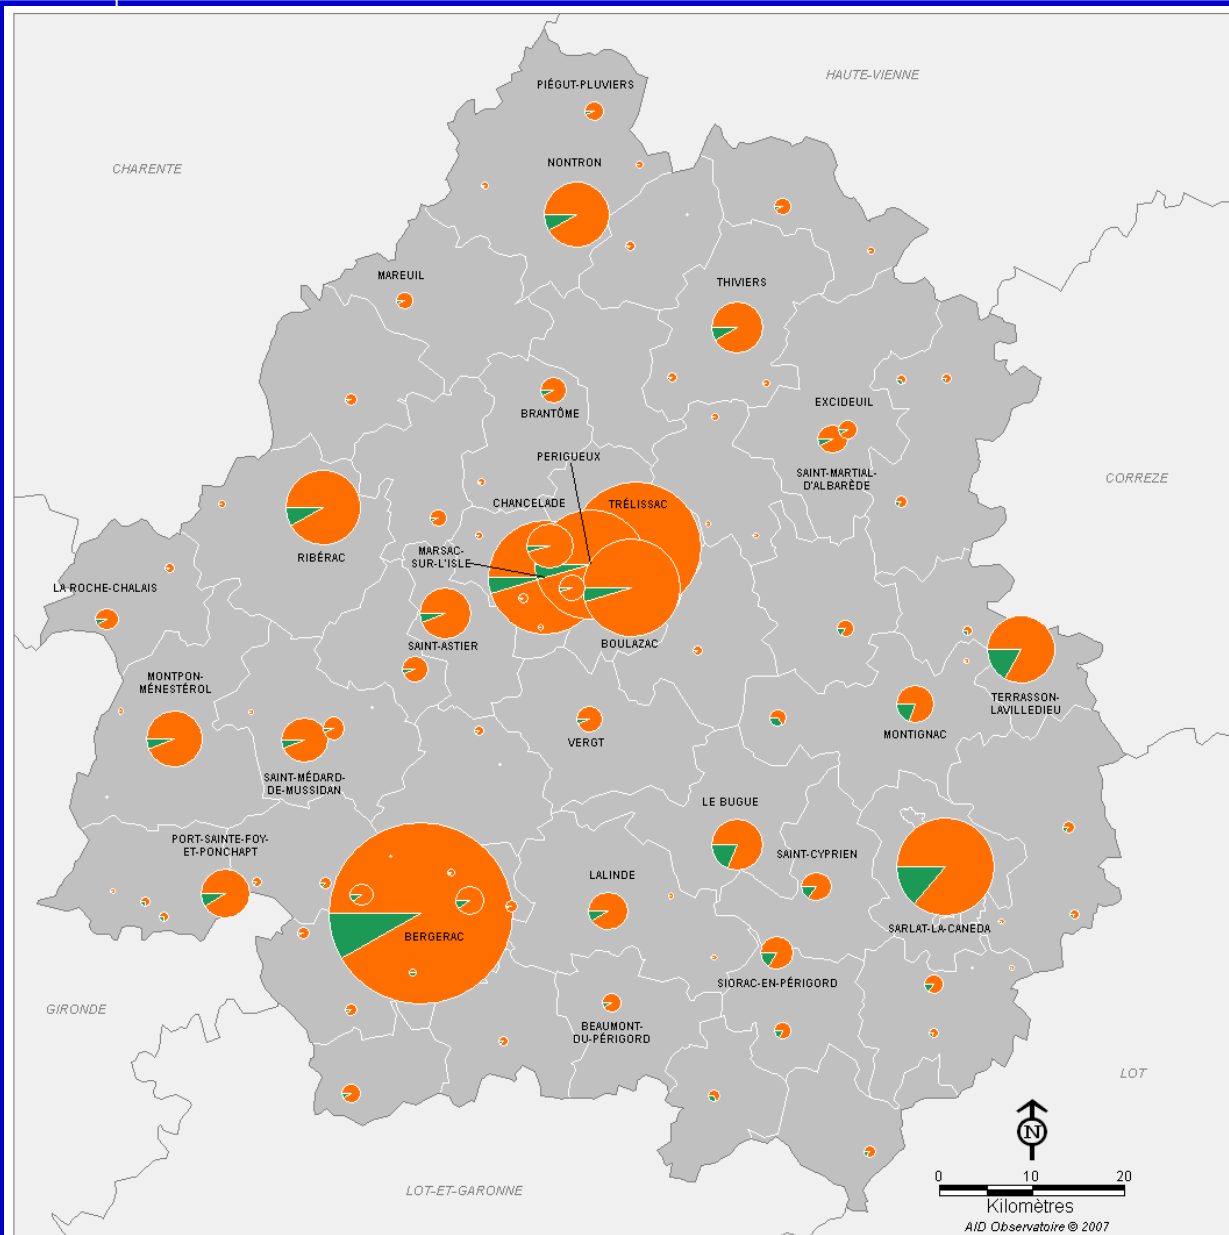 HAUTE-VIENNE
PIÉGUT-PLUVIERS
CHARENTE
NONTRON
MAREUIL
THIVIERS
BRANTÔME
EXCIDEUIL
PERIGUEUX
SAINT-MARTIAL-
D'ALBARÈDE
CORREZE
CHANCELADE
TRÉLISSAC
RIBÉRAC
MARSAC-
SUR-L'ISLE
LA ROCHE-CHALAIS
SAINT-ASTIER
BOULAZAC
MONTPON-
MÉNESTÉROL
TERRASSON-
LAVILLEDIEU
MONTIGNAC
VERGT
SAINT-MÉDARD-
DE-MUSSIDAN
LE BUGUE
PORT-SAINTE-FOY-
ET-PONCHAPT
SAINT-CYPRIEN
LALINDE
BERGERAC
SARLAT-LA-CANEDA
SIORAC-EN-PÉRIGORD
GIRONDE
BEAUMONT-
DU-PÉRIGORD
LOT
N
0 10 20
Kilomètres
LOT-ET-GARONNE
AID Observatoire © 2007